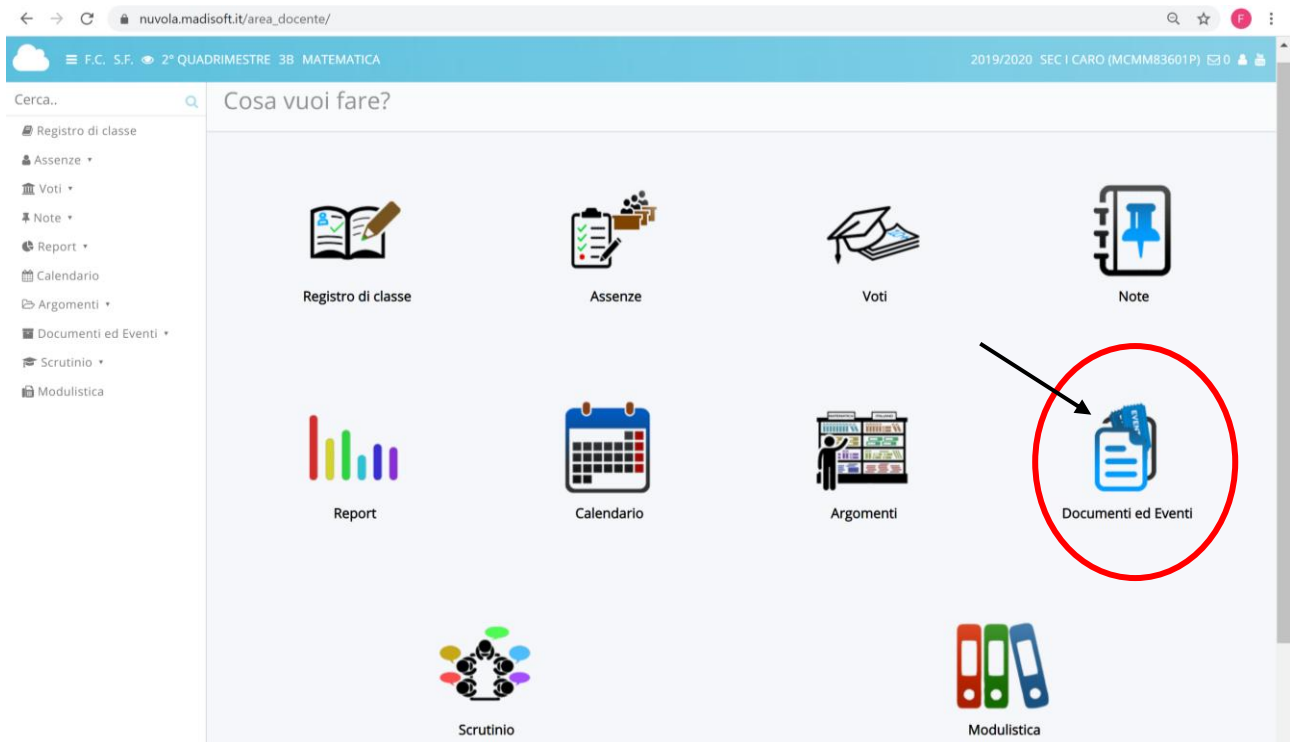 nuvola.madisoft.it/area_docente/
F
F.C. S.F. 2° QUADRIMESTRE 3B MATEMATICA
2019/2020 SEC I CARO (MCMM83601P) 0
Cerca..
Cosa vuoi fare?
Registro di classe
Assenze
Voti
Note
Report
Calendario
Argomenti
Documenti ed Eventi
Scrutinio
Modulistica
Registro di classe
Assenze
Voti
Note
Report
Calendario
Argomenti
EVEN
Documenti ed Eventi
Scrutinio
Modulistica